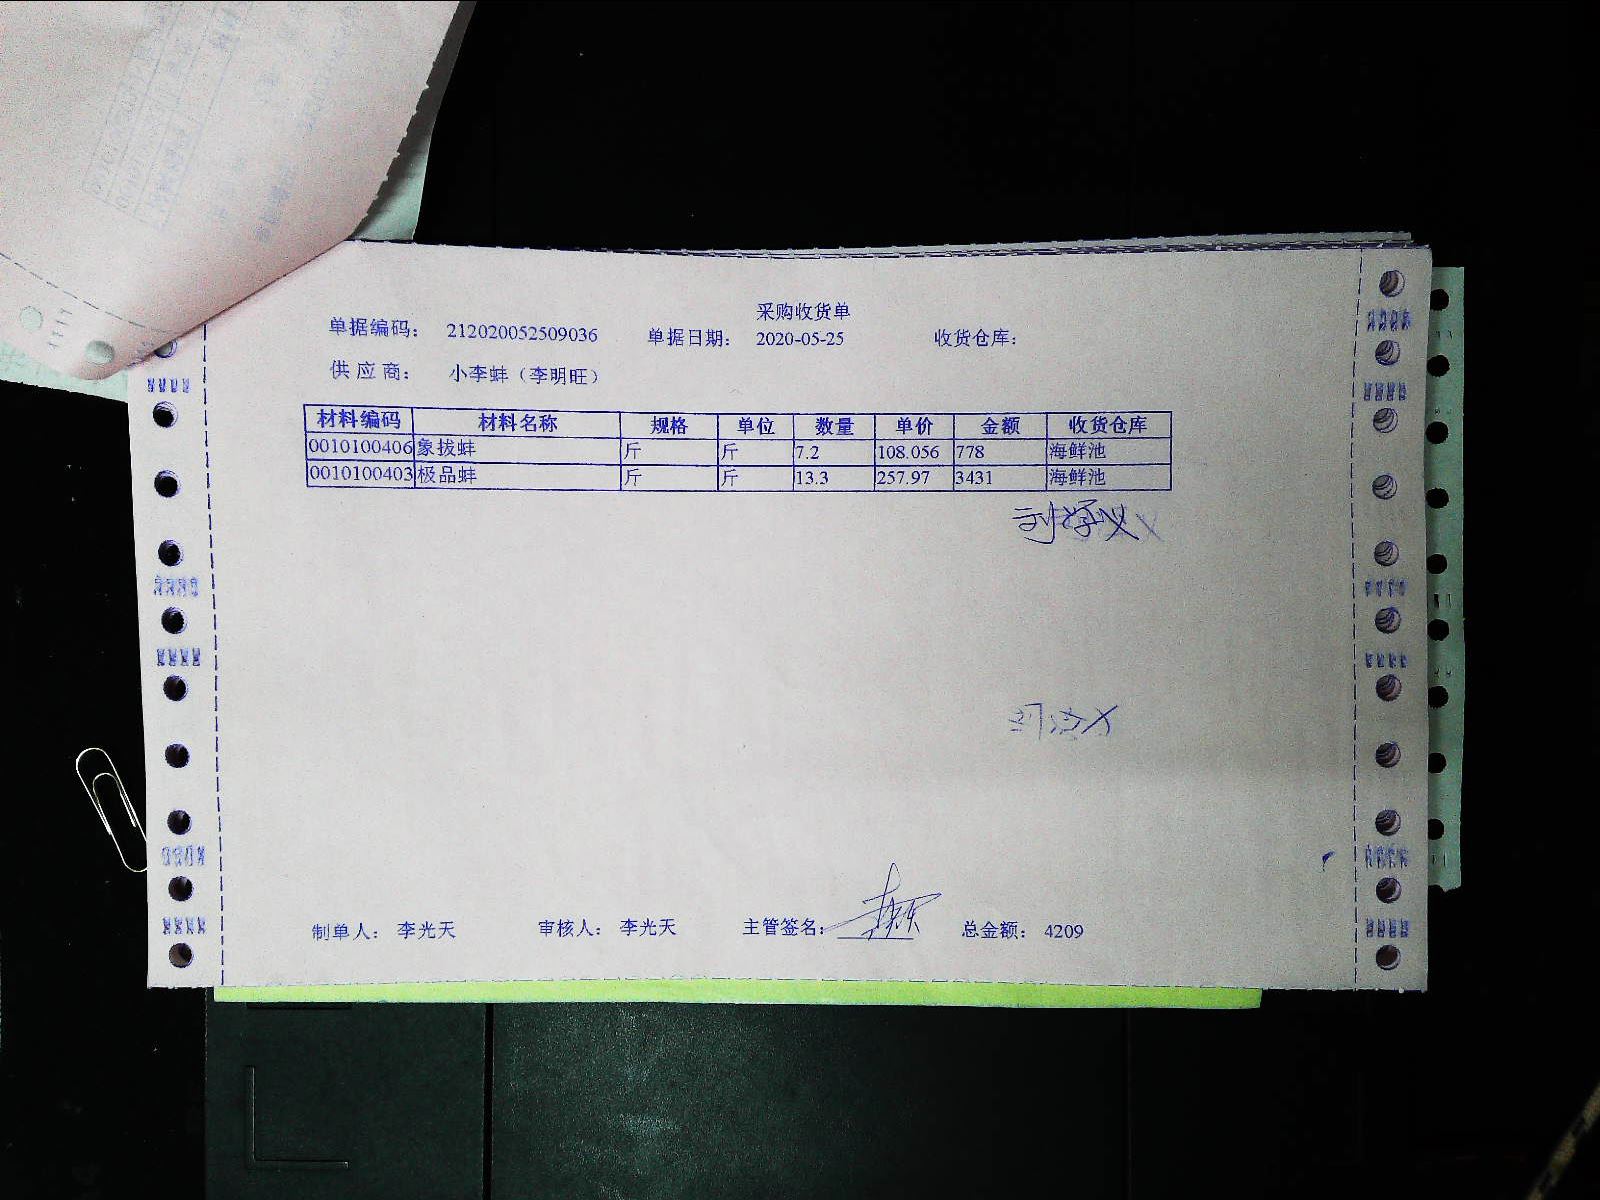 采购收货单
单据编码： 212020052509036 单据日期： 2020-05-25 收货仓库：
供应商： 小李蚌（李明旺）
材料编码 材料名称 规格 单位 数量 单价 金额 收货仓库
0010100406 象拔蚌 斤 斤 7.2 108.056 778 海鲜池
0010100403 极品蚌 斤 斤 13.3 257.97 3431 海鲜池
制单人： 李光天 审核人： 李光天 主管签名： 总金额： 4209